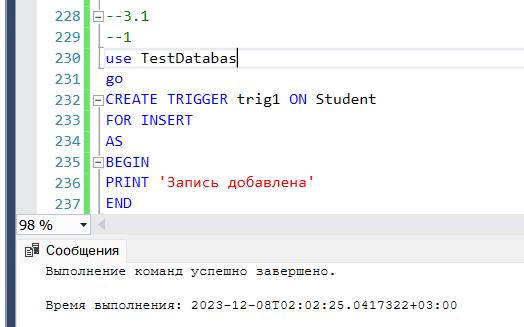 228 --3.1
229 --1
230 use TestDatabas
231 go
232 CREATE TRIGGER trig1 ON Student
233 FOR INSERT
234 AS
235 BEGIN
236 PRINT 'Запись добавлена'
237 END
98 %
Сообщения
Выполнение команд успешно завершено.
Время выполнения: 2023-12-08T02:02:25.0417322+03:00